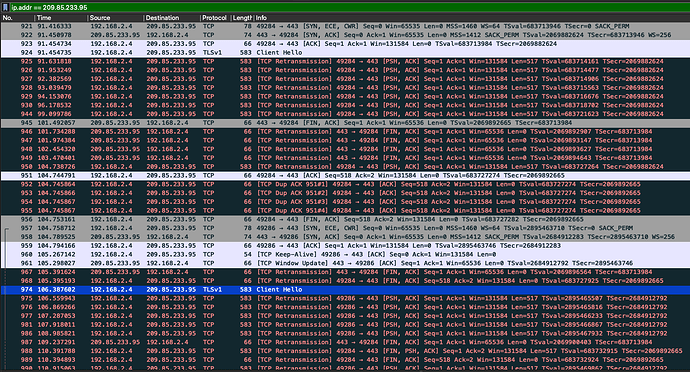 ip.addr == 209.85.233.95
No. Time Source Destination Protocol Length Info
921 91.416333 192.168.2.4 209.85.233.95 TCP 78 49284 → 443 [SYN, ECE, CWR] Seq=0 Win=65535 Len=0 MSS=1460 WS=64 TSval=683713946 TSecr=0 SACK_PERM
922 91.450978 209.85.233.95 192.168.2.4 TCP 74 443 → 49284 [SYN, ACK] Seq=0 Ack=1 Win=65535 Len=0 MSS=1412 SACK_PERM TSval=2069882624 TSecr=683713946 WS=256
923 91.454734 192.168.2.4 209.85.233.95 TCP 66 49284 → 443 [ACK] Seq=1 Ack=1 Win=131584 Len=0 TSval=683713984 TSecr=2069882624
924 91.454735 192.168.2.4 209.85.233.95 TLSv1 583 Client Hello
925 91.631818 192.168.2.4 209.85.233.95 TCP 583 [TCP Retransmission] 49284 → 443 [PSH, ACK] Seq=1 Ack=1 Win=131584 Len=517 TSval=683714161 TSecr=2069882624
926 91.953249 192.168.2.4 209.85.233.95 TCP 583 [TCP Retransmission] 49284 → 443 [PSH, ACK] Seq=1 Ack=1 Win=131584 Len=517 TSval=683714477 TSecr=2069882624
927 92.382569 192.168.2.4 209.85.233.95 TCP 583 [TCP Retransmission] 49284 → 443 [PSH, ACK] Seq=1 Ack=1 Win=131584 Len=517 TSval=683714906 TSecr=2069882624
928 93.039479 192.168.2.4 209.85.233.95 TCP 583 [TCP Retransmission] 49284 → 443 [PSH, ACK] Seq=1 Ack=1 Win=131584 Len=517 TSval=683715563 TSecr=2069882624
929 94.153076 192.168.2.4 209.85.233.95 TCP 583 [TCP Retransmission] 49284 → 443 [PSH, ACK] Seq=1 Ack=1 Win=131584 Len=517 TSval=683716676 TSecr=2069882624
930 96.178532 192.168.2.4 209.85.233.95 TCP 583 [TCP Retransmission] 49284 → 443 [PSH, ACK] Seq=1 Ack=1 Win=131584 Len=517 TSval=683718702 TSecr=2069882624
944 99.099768 192.168.2.4 209.85.233.95 TCP 583 [TCP Retransmission] 49284 → 443 [PSH, ACK] Seq=1 Ack=1 Win=131584 Len=517 TSval=683721623 TSecr=2069882624
945 101.492057 209.85.233.95 192.168.2.4 TCP 66 443 → 49284 [FIN, ACK] Seq=1 Ack=1 Win=65536 Len=0 TSval=2069892665 TSecr=683713984
946 101.734288 209.85.233.95 192.168.2.4 TCP 66 [TCP Retransmission] 443 → 49284 [FIN, ACK] Seq=1 Ack=1 Win=65536 Len=0 TSval=2069892907 TSecr=683713984
947 101.974384 209.85.233.95 192.168.2.4 TCP 66 [TCP Retransmission] 443 → 49284 [FIN, ACK] Seq=1 Ack=1 Win=65536 Len=0 TSval=2069893147 TSecr=683713984
948 102.454320 209.85.233.95 192.168.2.4 TCP 66 [TCP Retransmission] 443 → 49284 [FIN, ACK] Seq=1 Ack=1 Win=65536 Len=0 TSval=2069893627 TSecr=683713984
949 103.470401 209.85.233.95 192.168.2.4 TCP 66 [TCP Retransmission] 443 → 49284 [FIN, ACK] Seq=1 Ack=1 Win=65536 Len=0 TSval=2069894643 TSecr=683713984
950 104.738726 192.168.2.4 209.85.233.95 TCP 583 [TCP Retransmission] 49284 → 443 [PSH, ACK] Seq=1 Ack=1 Win=131584 Len=517 TSval=683727261 TSecr=2069882624
951 104.744791 192.168.2.4 209.85.233.95 TCP 66 49284 → 443 [ACK] Seq=518 Ack=2 Win=131584 Len=0 TSval=683727274 TSecr=2069892665
952 104.745864 192.168.2.4 209.85.233.95 TCP 66 [TCP Dup ACK 951#1] 49284 → 443 [ACK] Seq=518 Ack=2 Win=131584 Len=0 TSval=683727274 TSecr=2069892665
953 104.745866 192.168.2.4 209.85.233.95 TCP 66 [TCP Dup ACK 951#2] 49284 → 443 [ACK] Seq=518 Ack=2 Win=131584 Len=0 TSval=683727274 TSecr=2069892665
954 104.745866 192.168.2.4 209.85.233.95 TCP 66 [TCP Dup ACK 951#3] 49284 → 443 [ACK] Seq=518 Ack=2 Win=131584 Len=0 TSval=683727274 TSecr=2069892665
955 104.745867 192.168.2.4 209.85.233.95 TCP 66 [TCP Dup ACK 951#4] 49284 → 443 [ACK] Seq=518 Ack=2 Win=131584 Len=0 TSval=683727274 TSecr=2069892665
956 104.753161 192.168.2.4 209.85.233.95 TCP 66 49284 → 443 [FIN, ACK] Seq=518 Ack=2 Win=131584 Len=0 TSval=683727282 TSecr=2069892665
957 104.758712 192.168.2.4 209.85.233.95 TCP 78 49286 → 443 [SYN, ECE, CWR] Seq=0 Win=65535 Len=0 MSS=1460 WS=64 TSval=2895463710 TSecr=0 SACK_PERM
958 104.789525 209.85.233.95 192.168.2.4 TCP 74 443 → 49286 [SYN, ACK] Seq=0 Ack=1 Win=65535 Len=0 MSS=1412 SACK_PERM TSval=2684912283 TSecr=2895463710 WS=256
959 104.794166 192.168.2.4 209.85.233.95 TCP 66 49286 → 443 [ACK] Seq=1 Ack=1 Win=131584 Len=0 TSval=2895463746 TSecr=2684912283
960 105.267142 192.168.2.4 209.85.233.95 TCP 54 [TCP Keep-Alive] 49286 → 443 [ACK] Seq=0 Ack=1 Win=131584 Len=0
961 105.298027 209.85.233.95 192.168.2.4 TCP 66 [TCP Window Update] 443 → 49286 [ACK] Seq=1 Ack=1 Win=65536 Len=0 TSval=2684912792 TSecr=2895463746
967 105.391624 209.85.233.95 192.168.2.4 TCP 66 [TCP Retransmission] 443 → 49284 [FIN, ACK] Seq=1 Ack=1 Win=65536 Len=0 TSval=2069896564 TSecr=683713984
968 105.395193 192.168.2.4 209.85.233.95 TCP 66 [TCP Retransmission] 49284 → 443 [FIN, ACK] Seq=518 Ack=2 Win=131584 Len=0 TSval=683727925 TSecr=2069892665
974 106.387602 192.168.2.4 209.85.233.95 TLSv1 583 Client Hello
975 106.559943 192.168.2.4 209.85.233.95 TCP 583 [TCP Retransmission] 49286 → 443 [PSH, ACK] Seq=1 Ack=1 Win=131584 Len=517 TSval=2895465507 TSecr=2684912792
976 106.869266 192.168.2.4 209.85.233.95 TCP 583 [TCP Retransmission] 49286 → 443 [PSH, ACK] Seq=1 Ack=1 Win=131584 Len=517 TSval=2895465816 TSecr=2684912792
977 107.287053 192.168.2.4 209.85.233.95 TCP 583 [TCP Retransmission] 49286 → 443 [PSH, ACK] Seq=1 Ack=1 Win=131584 Len=517 TSval=2895466233 TSecr=2684912792
978 107.918011 192.168.2.4 209.85.233.95 TCP 583 [TCP Retransmission] 49286 → 443 [PSH, ACK] Seq=1 Ack=1 Win=131584 Len=517 TSval=2895466867 TSecr=2684912792
986 108.985821 192.168.2.4 209.85.233.95 TCP 583 [TCP Retransmission] 49286 → 443 [PSH, ACK] Seq=1 Ack=1 Win=131584 Len=517 TSval=2895467932 TSecr=2684912792
987 109.237291 209.85.233.95 192.168.2.4 TCP 66 [TCP Retransmission] 443 → 49284 [FIN, ACK] Seq=1 Ack=1 Win=65536 Len=0 TSval=2069900403 TSecr=683713984
988 110.391788 192.168.2.4 209.85.233.95 TCP 583 [TCP Retransmission] 49284 → 443 [FIN, PSH, ACK] Seq=1 Ack=2 Win=131584 Len=517 TSval=683732915 TSecr=2069892665
989 110.394893 192.168.2.4 209.85.233.95 TCP 66 [TCP Retransmission] 49284 → 443 [FIN, ACK] Seq=518 Ack=2 Win=131584 Len=0 TSval=683732924 TSecr=2069892665
990 110.915063 192.168.2.4 209.85.233.95 TCP 583 [TCP Retransmission] 49286 → 443 [PSH, ACK] Seq=1 Ack=1 Win=131584 Len=517 TSval=2895469862 TSecr=2684912792